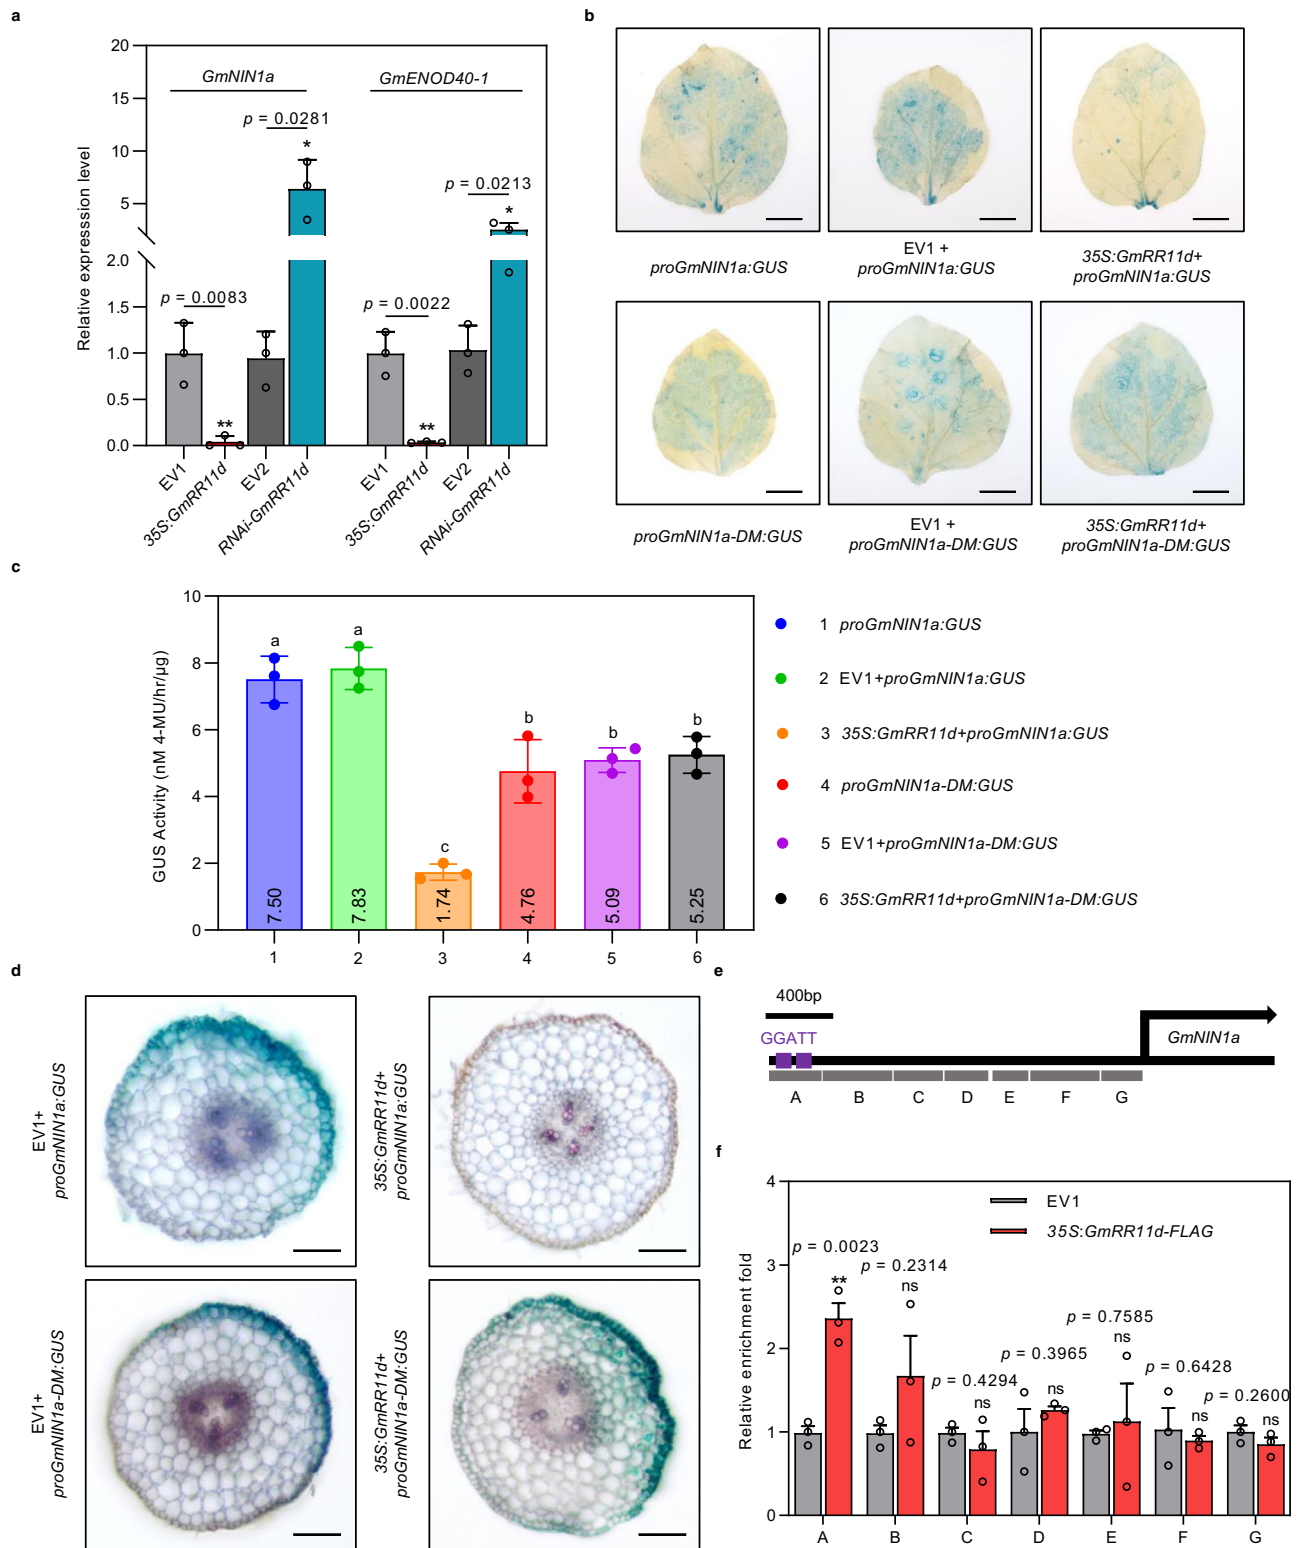 a
20
15
10
5
2.0
1.5
1.0
0.5
0.0
Relative expression level
GmNIN1a
GmENOD40-1
p = 0.0281
*
p = 0.0213
*
p = 0.0083
**
p = 0.0022
**
EV1
35S:GmRR11d
EV2
RNAi-GmRR11d
EV1
35S:GmRR11d
EV2
RNAi-GmRR11d
b
proGmNIN1a:GUS
EV1 +
proGmNIN1a:GUS
35S:GmRR11d+
proGmNIN1a:GUS
proGmNIN1a-DM:GUS
EV1 +
proGmNIN1a-DM:GUS
35S:GmRR11d+
proGmNIN1a-DM:GUS
c
10
8
6
4
2
0
GUS Activity (nM 4-MU/hr/μg)
a
a
c
b
b
b
7.50
7.83
1.74
4.76
5.09
5.25
1
2
3
4
5
6
1 proGmNIN1a:GUS
2 EV1+proGmNIN1a:GUS
3 35S:GmRR11d+proGmNIN1a:GUS
4 proGmNIN1a-DM:GUS
5 EV1+proGmNIN1a-DM:GUS
6 35S:GmRR11d+proGmNIN1a-DM:GUS
d
EV1+
proGmNIN1a:GUS
35S:GmRR11d+
proGmNIN1a:GUS
EV1+
proGmNIN1a-DM:GUS
35S:GmRR11d+
proGmNIN1a-DM:GUS
e
400bp
GGATT
GmNIN1a
A B C D E F G
f
4
3
2
1
0
Relative enrichment fold
EV1
35S:GmRR11d-FLAG
p = 0.0023
**
p = 0.2314
ns
p = 0.4294
ns
p = 0.3965
ns
p = 0.7585
ns
p = 0.6428
ns
p = 0.2600
ns
A B C D E F G